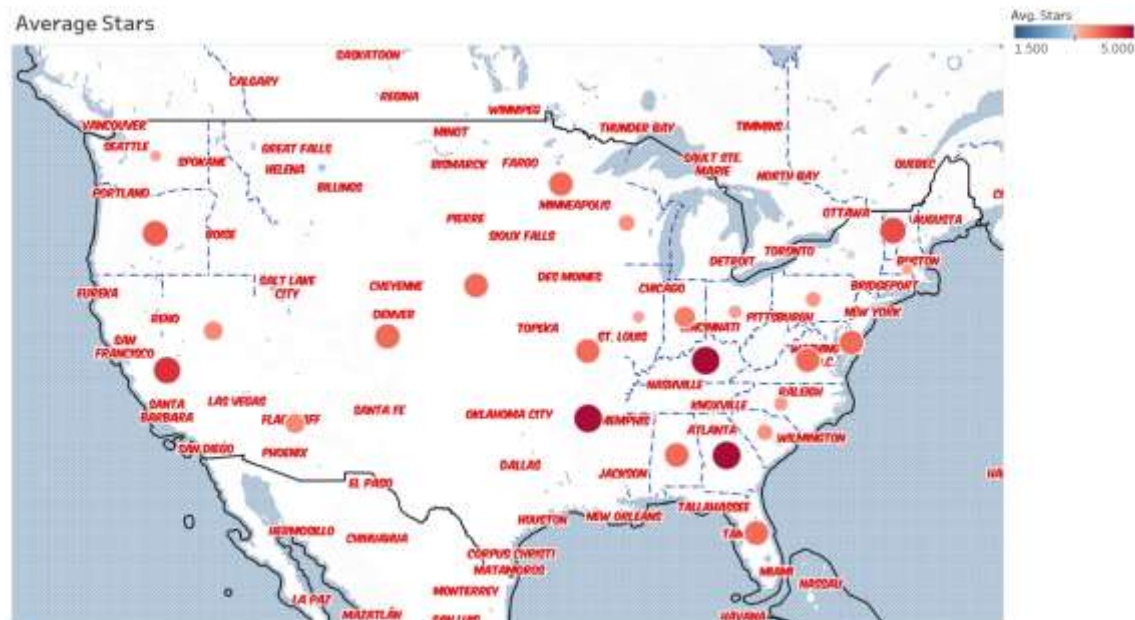 Average Stars
Avg. Stars
1.500 5.000
SASKATOON
CALGARY
REGINA
WINNIPEG
VANCOUVER
MINOT
THUNDER BAY
TIMMINS
SEATTLE
SPOKANE
GREAT FALLS
HELENA
BISMARCK
FARGO
SAULT STE.
MARIE
NORTH BAY
QUEBEC
PORTLAND
BILLINGS
MINNEAPOLIS
OTTAWA
AUGUSTA
BOISE
PIERRE
SIOUX FALLS
DETROIT
TORONTO
BOSTON
EUREKA
SALT LAKE
CITY
CHEYENNE
DES MOINES
CHICAGO
BRIDGEPORT
RENO
DENVER
TOPEKA
ST. LOUIS
CINCINNATI
PITTSBURGH
NEW YORK
SAN
FRANCISCO
NASHVILLE
RALEIGH
SANTA
BARBARA
LAS VEGAS
SANTA FE
OKLAHOMA CITY
MEMPHIS
KNOXVILLE
ATLANTA
WILMINGTON
SAN DIEGO
PHOENIX
EL PASO
DALLAS
JACKSON
TALLAHASSEE
HERMOSILLO
CHIHUAHUA
HOUSTON
NEW ORLEANS
CORPUS CHRISTI
MATAMOROS
MIAMI
NASSAU
LA PAZ
MAZATLÁN
MONTERREY
SAN LUIS
HAVANA